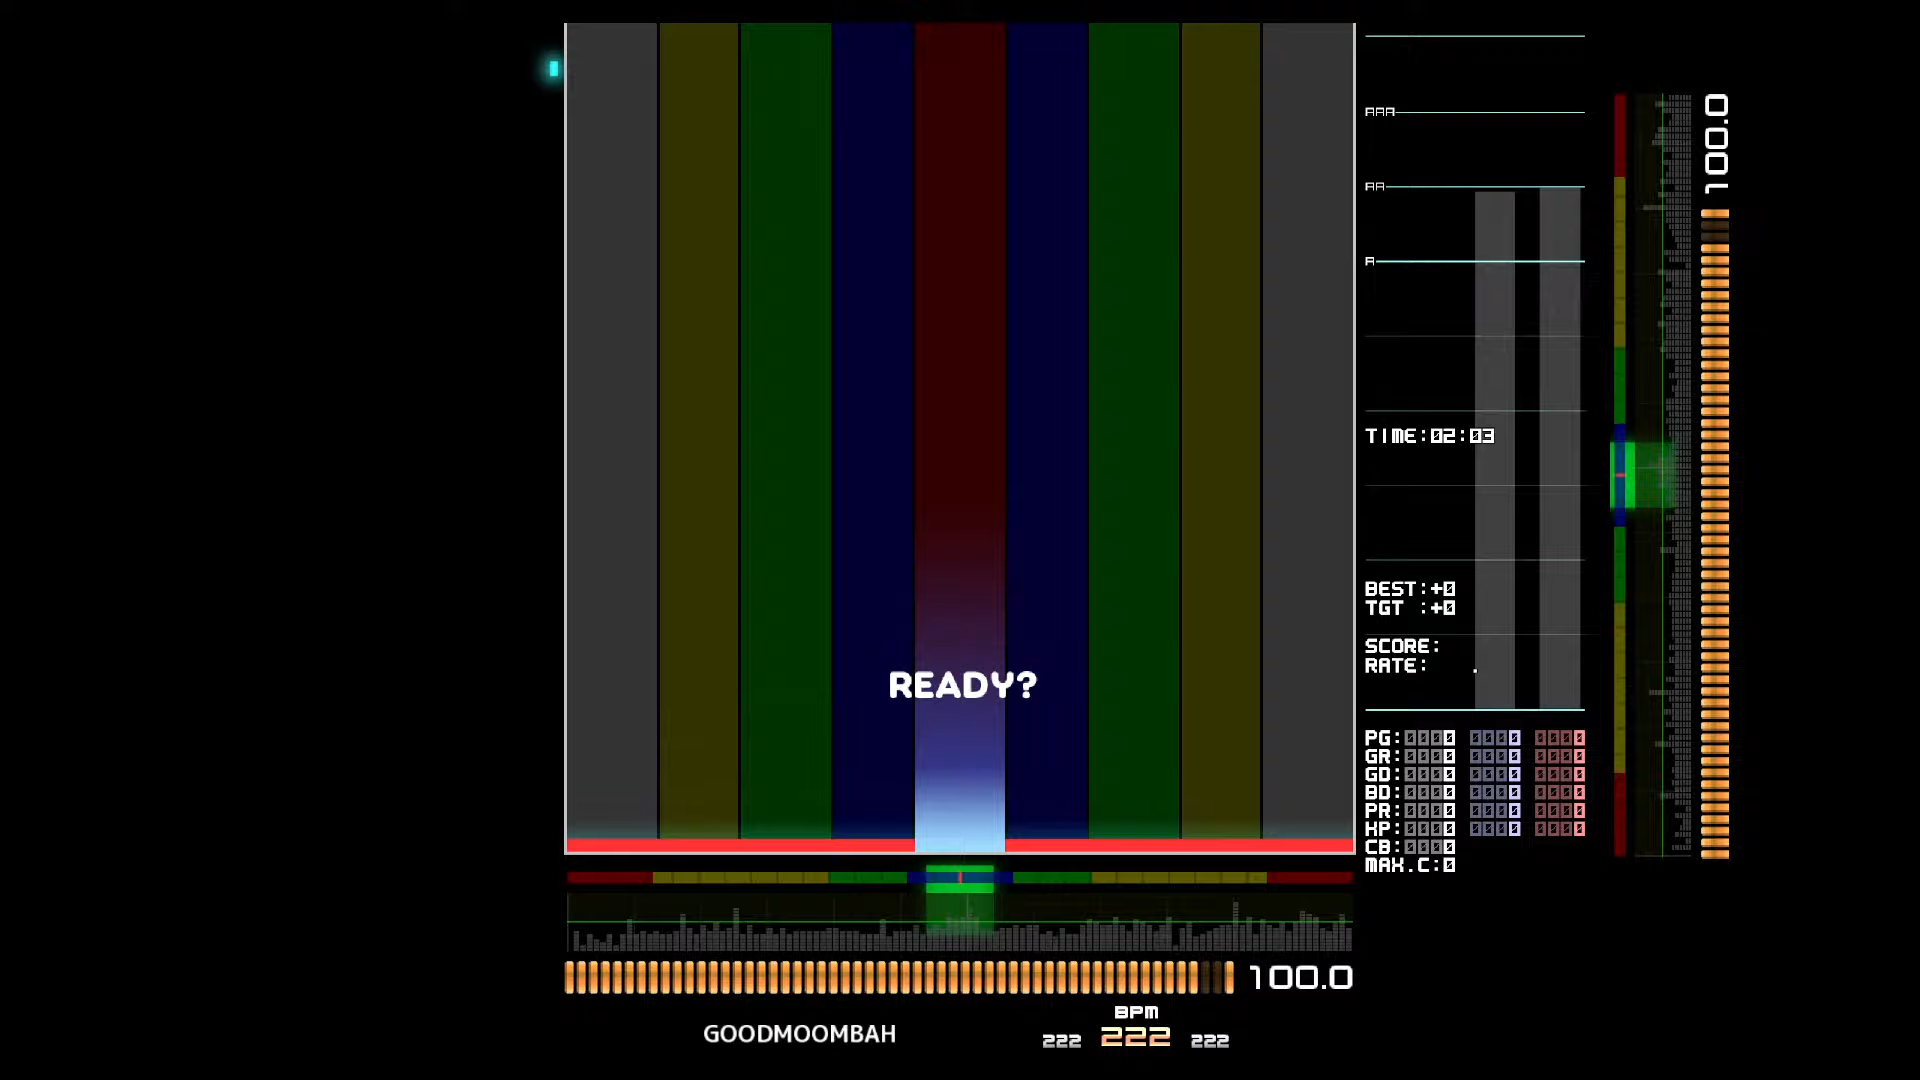 READY?
AAA
AA
A
TIME:02:03
BEST:+0
TGT :+0
SCORE:
RATE: .
PG:0000 0000 0000
GR:0000 0000 0000
GD:0000 0000 0000
BD:0000 0000 0000
PR:0000 0000 0000
KP:0000 0000 0000
CB:0000
MAX.C:0
100.0
100.0
GOODMOOMBAH
BPM
222 222 222